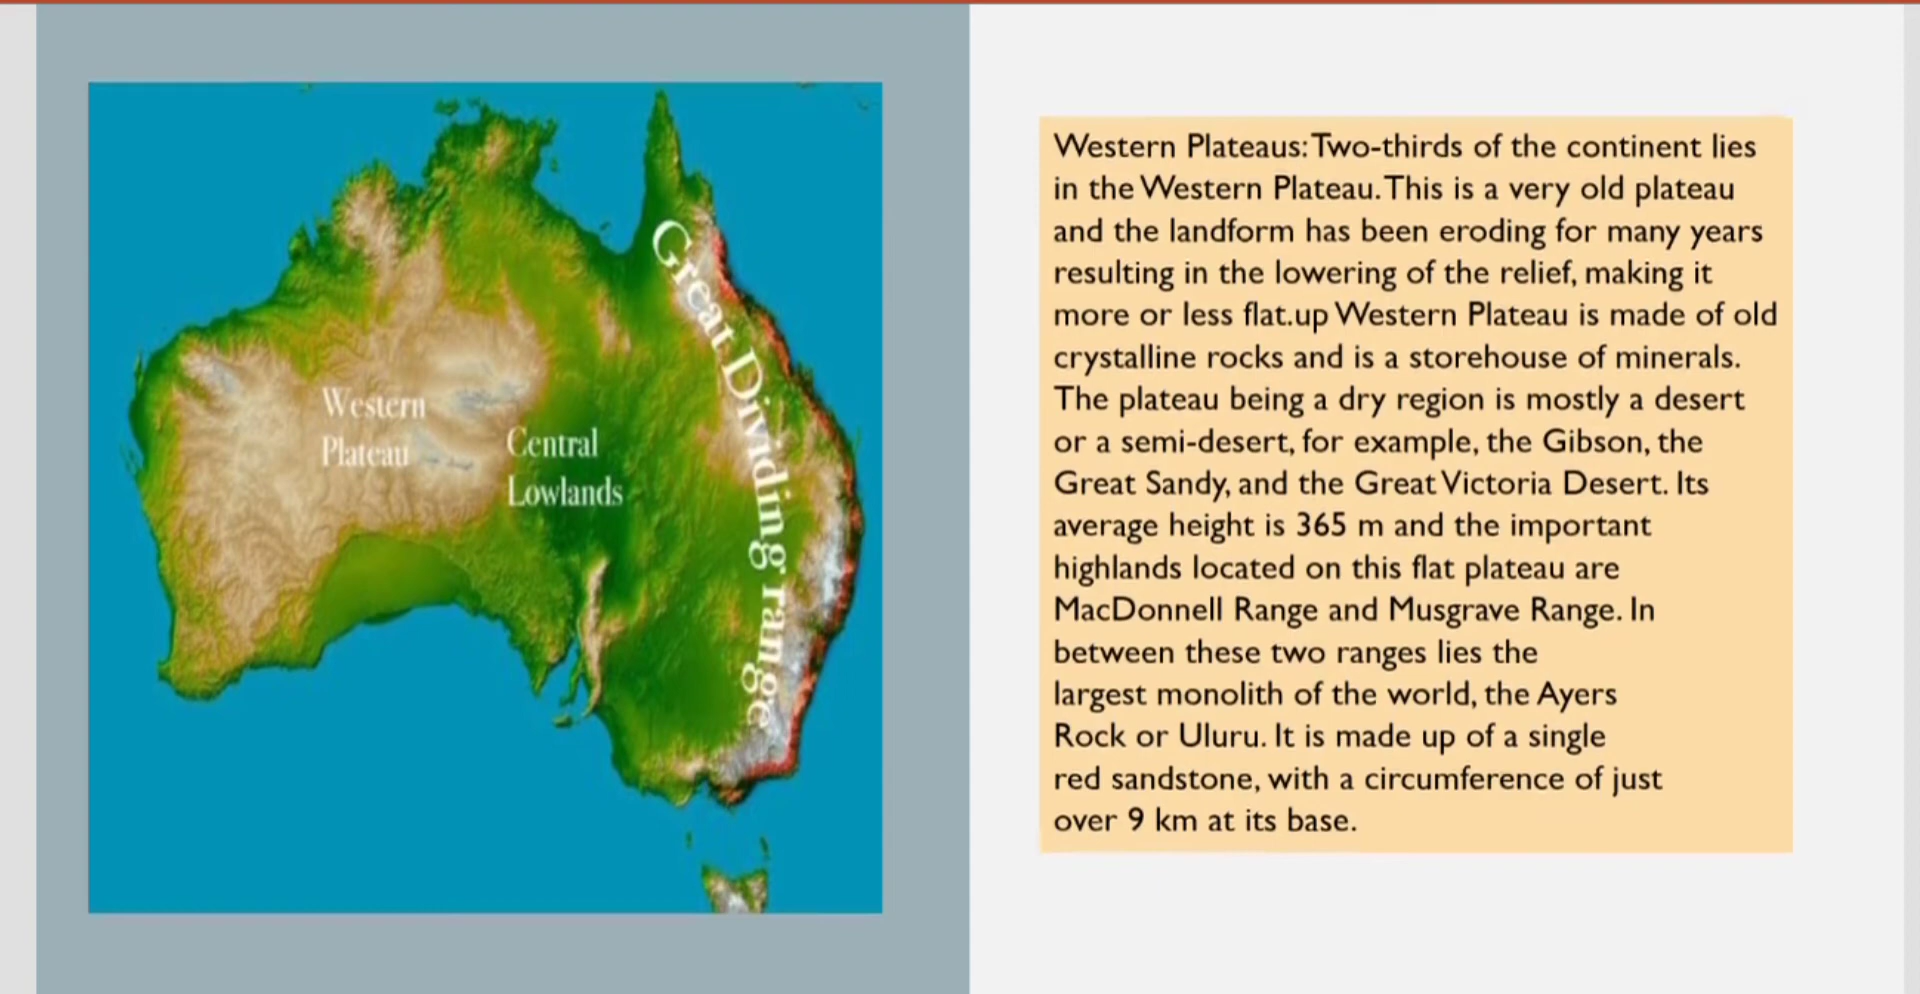 Western
Plateau
Central
Lowlands
Great Dividing range
Western Plateaus: Two-thirds of the continent lies
in the Western Plateau. This is a very old plateau
and the landform has been eroding for many years
resulting in the lowering of the relief, making it
more or less flat.up Western Plateau is made of old
crystalline rocks and is a storehouse of minerals.
The plateau being a dry region is mostly a desert
or a semi-desert, for example, the Gibson, the
Great Sandy, and the Great Victoria Desert. Its
average height is 365 m and the important
highlands located on this flat plateau are
MacDonnell Range and Musgrave Range. In
between these two ranges lies the
largest monolith of the world, the Ayers
Rock or Uluru. It is made up of a single
red sandstone, with a circumference of just
over 9 km at its base.